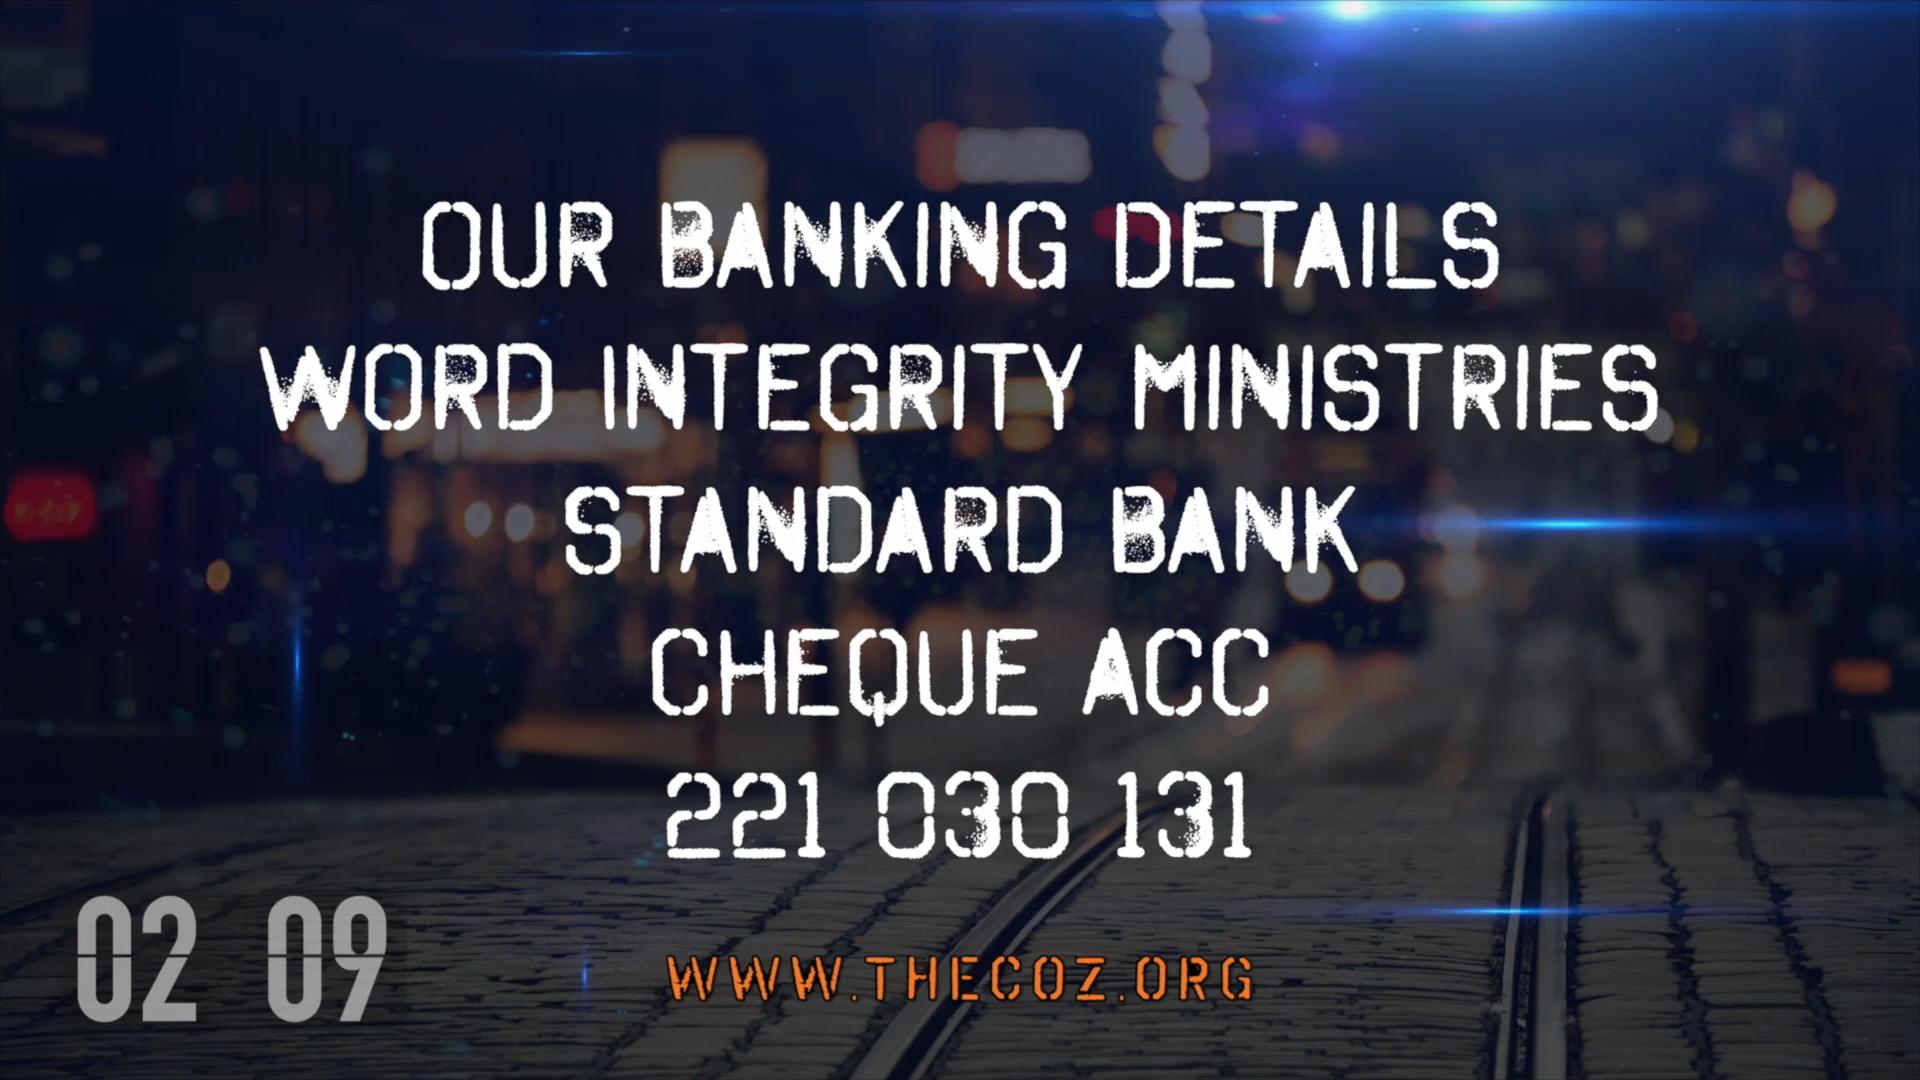 OUR BANKING DETAILS
WORD INTEGRITY MINISTRIES
STANDARD BANK
CHEQUE ACC
221 030 131
02 09
WWW.THECOZ.ORG